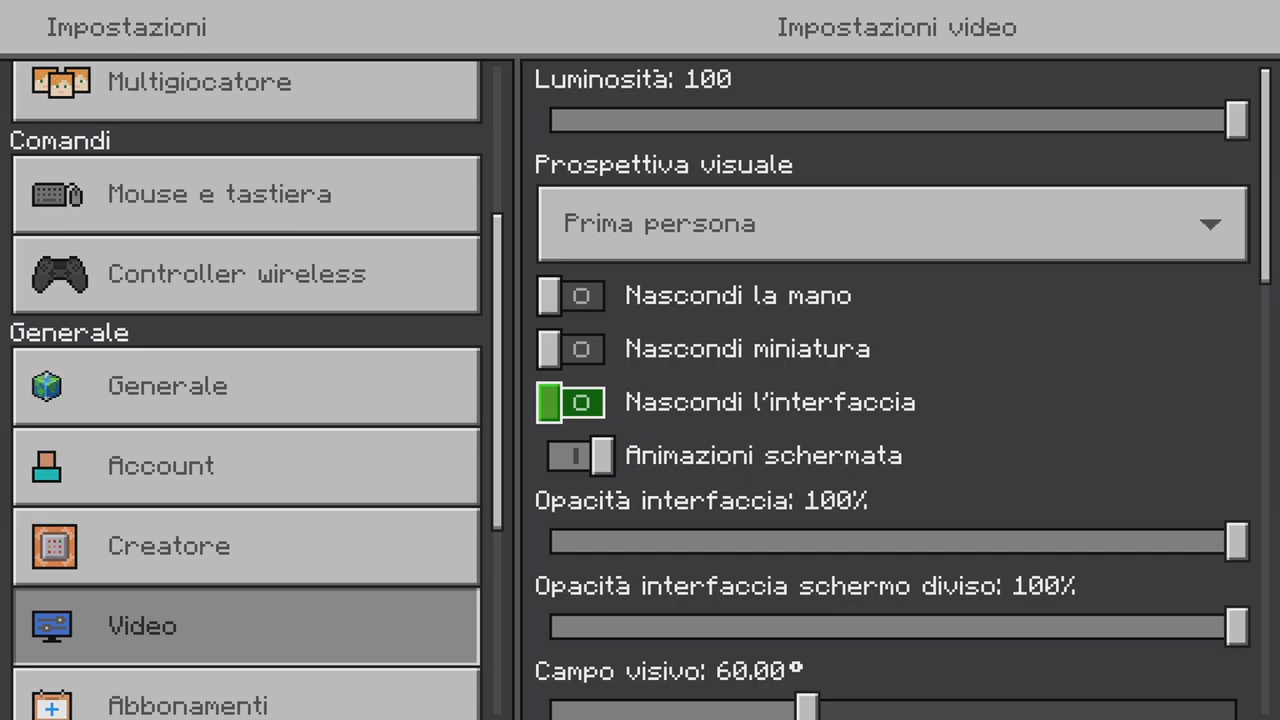 Impostazioni
Impostazioni video
Multigiocatore
Comandi
Mouse e tastiera
Controller wireless
Generale
Generale
Account
Creatore
Video
Abbonamenti
Luminosità: 100
Prospettiva visuale
Prima persona
Nascondi la mano
Nascondi miniatura
Nascondi l'interfaccia
Animazioni schermata
Opacità interfaccia: 100%
Opacità interfaccia schermo diviso: 100%
Campo visivo: 60.00°